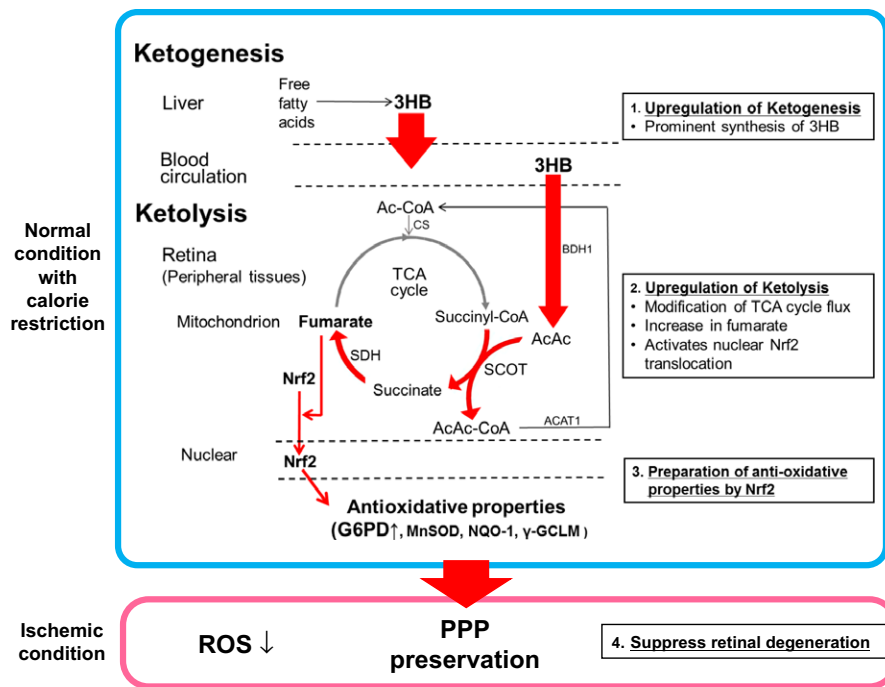 Ketogenesis
Liver
Free
fatty
acids
3HB
1. Upregulation of Ketogenesis
• Prominent synthesis of 3HB
Blood
circulation
3HB
Ketolysis
Ac-CoA
CS
BDH1
Normal
condition
with
calorie
restriction
Retina
(Peripheral tissues)
TCA
cycle
2. Upregulation of Ketolysis
• Modification of TCA cycle flux
• Increase in fumarate
• Activates nuclear Nrf2
translocation
Mitochondrion
Fumarate
Succinyl-CoA
AcAc
SDH
SCOT
Nrf2
Succinate
AcAc-CoA
ACAT1
Nuclear
Nrf2
3. Preparation of anti-oxidative
properties by Nrf2
Antioxidative properties
(G6PD↑, MnSOD, NQO-1, γ-GCLM )
Ischemic
condition
ROS ↓
PPP
preservation
4. Suppress retinal degeneration